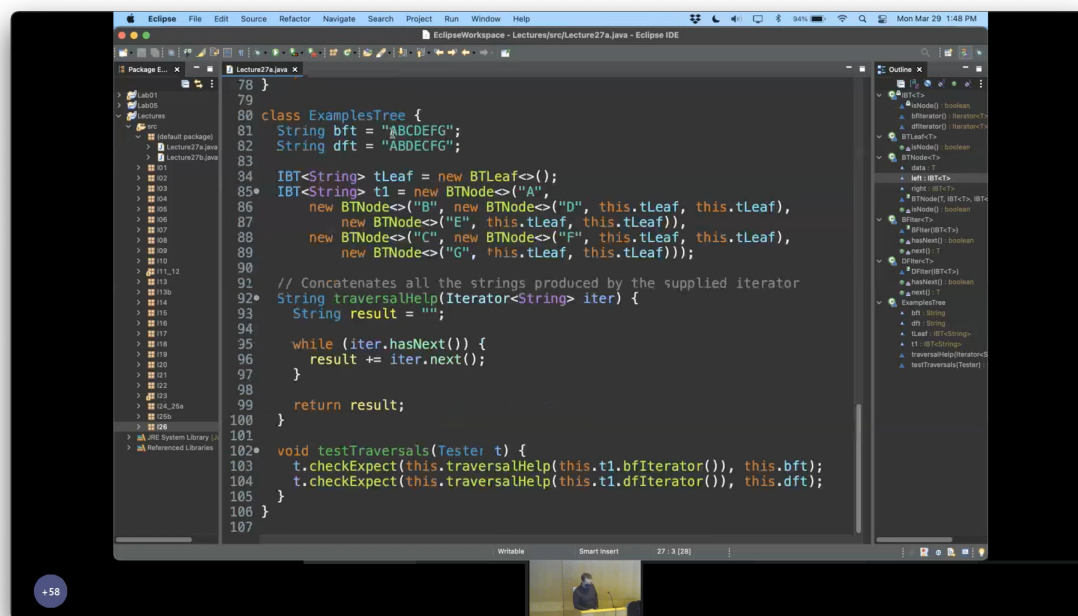 Eclipse File Edit Source Refactor Navigate Search Project Run Window Help 94% Mon Mar 29 1:48 PM
EclipseWorkspace - Lectures/src/Lecture27a.java - Eclipse IDE
Package E...
Lab01
Lab05
Lectures
src
(default package)
Lecture27a.java
Lecture27b.java
l01
l02
l03
l04
l05
l06
l07
l08
l09
l10
l11_12
l13
l13b
l14
l15
l16
l17
l18
l19
l20
l21
l22
l23
l24_25a
l25b
l26
JRE System Library [J
Referenced Libraries
Lecture27a.java
78 }
79
80 class ExamplesTree {
81 String bft = "ABCDEFG";
82 String dft = "ABDECFG";
83
84 IBT<String> tLeaf = new BTLeaf<>();
85 IBT<String> t1 = new BTNode<>("A",
86 new BTNode<>("B", new BTNode<>("D", this.tLeaf, this.tLeaf),
87 new BTNode<>("E", this.tLeaf, this.tLeaf)),
88 new BTNode<>("C", new BTNode<>("F", this.tLeaf, this.tLeaf),
89 new BTNode<>("G", this.tLeaf, this.tLeaf)));
90
91 // Concatenates all the strings produced by the supplied iterator
92 String traversalHelp(Iterator<String> iter) {
93 String result = "";
94
95 while (iter.hasNext()) {
96 result += iter.next();
97 }
98
99 return result;
100 }
101
102 void testTraversals(Tester t) {
103 t.checkExpect(this.traversalHelp(this.t1.bfIterator()), this.bft);
104 t.checkExpect(this.traversalHelp(this.t1.dfIterator()), this.dft);
105 }
106 }
107
Outline
IBT<T>
isNode() : boolean
bfIterator() : Iterator<T>
dfIterator() : Iterator<T>
BTLeaf<T>
isNode() : boolean
BTNode<T>
data : T
left : IBT<T>
right : IBT<T>
BTNode(T, IBT<T>, IBT<
isNode() : boolean
BFIter<T>
BFIter(IBT<T>)
hasNext() : boolean
next() : T
DFIter<T>
DFIter(IBT<T>)
hasNext() : boolean
next() : T
ExamplesTree
bft : String
dft : String
tLeaf : IBT<String>
t1 : IBT<String>
traversalHelp(Iterator<S
testTraversals(Tester) :
Writable Smart Insert 27 : 3 [28]
+58